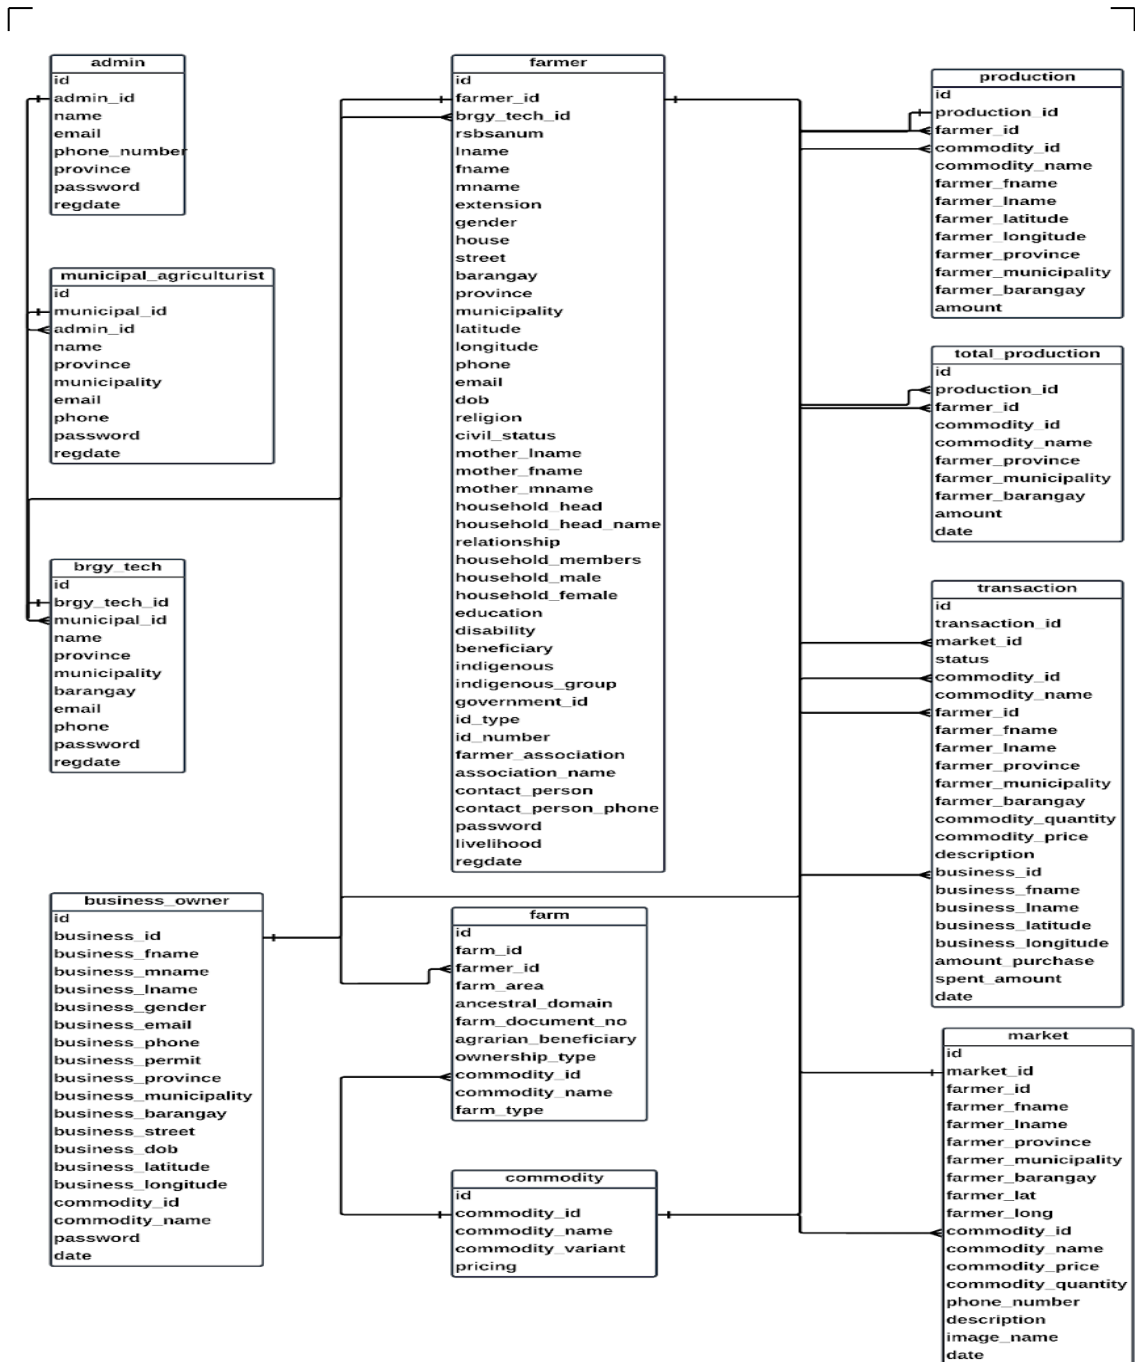 admin
id
admin_id
name
email
phone_number
province
password
regdate
municipal_agriculturist
id
municipal_id
admin_id
name
province
municipality
email
phone
password
regdate
brgy_tech
id
brgy_tech_id
municipal_id
name
province
municipality
barangay
email
phone
password
regdate
business_owner
id
business_id
business_fname
business_mname
business_lname
business_gender
business_email
business_phone
business_permit
business_province
business_municipality
business_barangay
business_street
business_dob
business_latitude
business_longitude
commodity_id
commodity_name
password
date
farmer
id
farmer_id
brgy_tech_id
rsbsanum
lname
fname
mname
extension
gender
house
street
barangay
province
municipality
latitude
longitude
phone
email
dob
religion
civil_status
mother_lname
mother_fname
mother_mname
household_head
household_head_name
relationship
household_members
household_male
household_female
education
disability
beneficiary
indigenous
indigenous_group
government_id
id_type
id_number
farmer_association
association_name
contact_person
contact_person_phone
password
livelihood
regdate
farm
id
farm_id
farmer_id
farm_area
ancestral_domain
farm_document_no
agrarian_beneficiary
ownership_type
commodity_id
commodity_name
farm_type
commodity
id
commodity_id
commodity_name
commodity_variant
pricing
production
id
production_id
farmer_id
commodity_id
commodity_name
farmer_fname
farmer_lname
farmer_latitude
farmer_longitude
farmer_province
farmer_municipality
farmer_barangay
amount
total_production
id
production_id
farmer_id
commodity_id
commodity_name
farmer_province
farmer_municipality
farmer_barangay
amount
date
transaction
id
transaction_id
market_id
status
commodity_id
commodity_name
farmer_id
farmer_fname
farmer_lname
farmer_province
farmer_municipality
farmer_barangay
commodity_quantity
commodity_price
description
business_id
business_fname
business_lname
business_latitude
business_longitude
amount_purchase
spent_amount
date
market
id
market_id
farmer_id
farmer_fname
farmer_lname
farmer_province
farmer_municipality
farmer_barangay
farmer_lat
farmer_long
commodity_id
commodity_name
commodity_price
commodity_quantity
phone_number
description
image_name
date